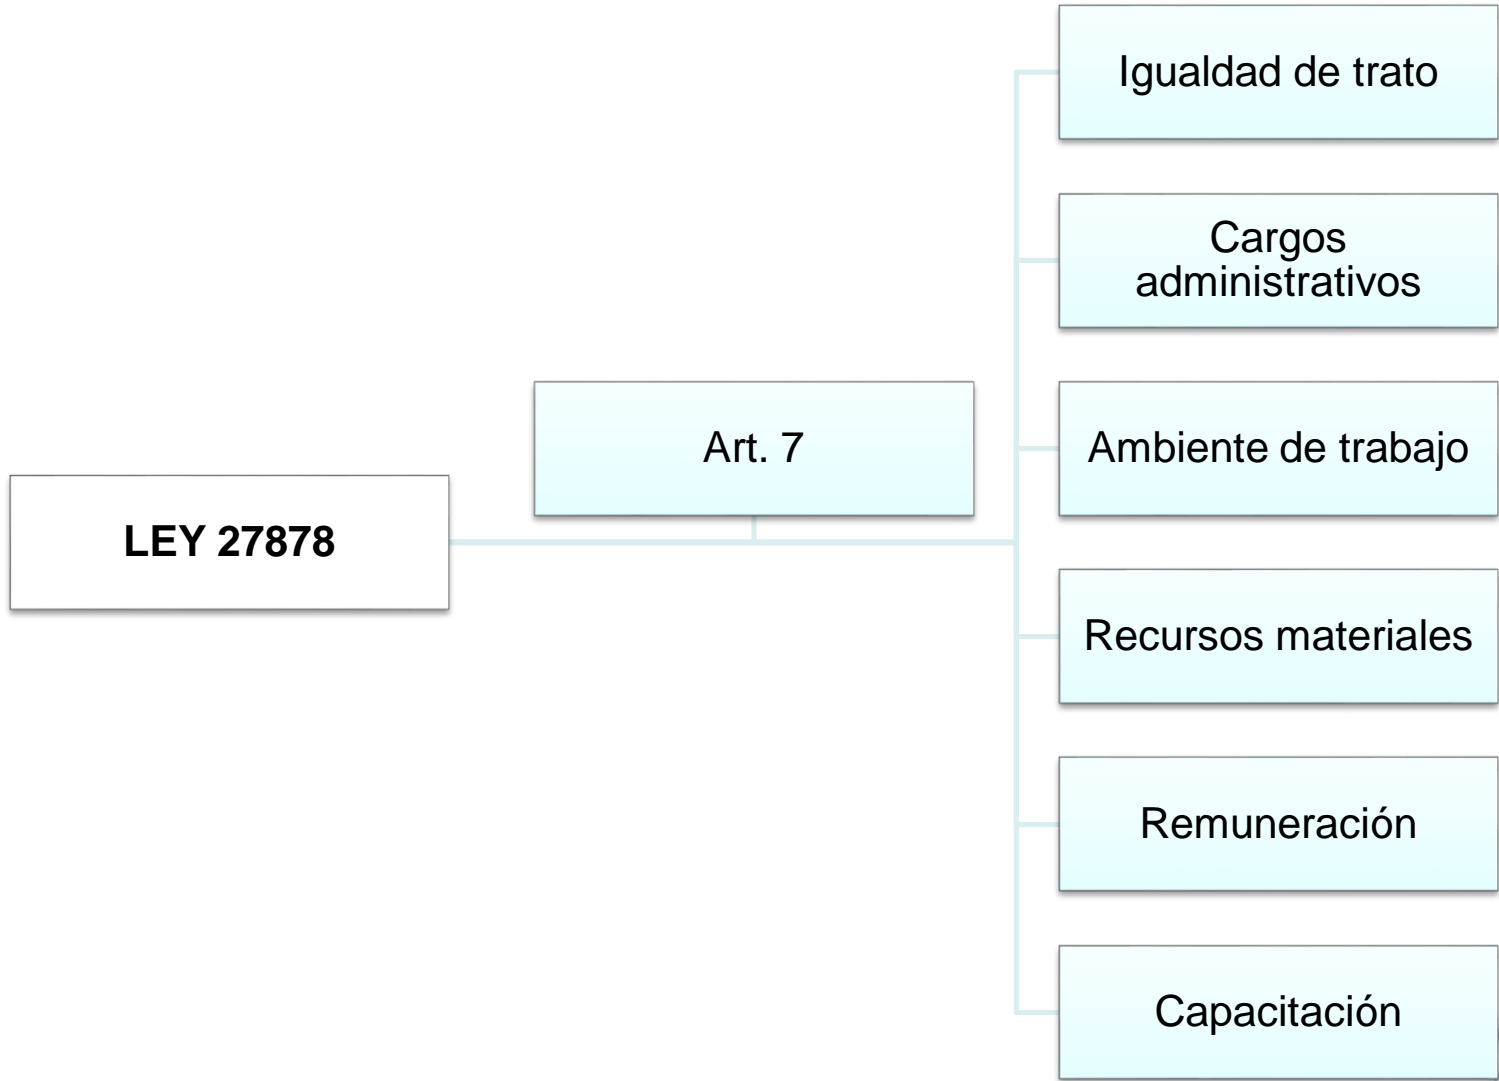 LEY 27878
Art. 7
Igualdad de trato
Cargos
administrativos
Ambiente de trabajo
Recursos materiales
Remuneración
Capacitación